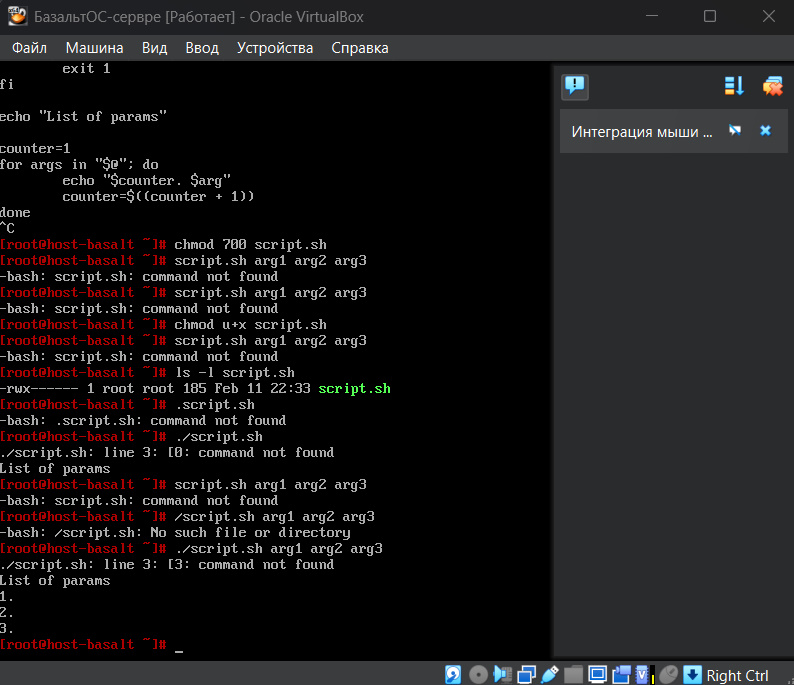 БазальтОС-сервре [Работает] - Oracle VirtualBox
Файл Машина Вид Ввод Устройства Справка
exit 1
fi
echo "List of params"
counter=1
for args in "$@"; do
echo "$counter. $arg"
counter=$((counter + 1))
done
^C
[root@host-basalt ~]# chmod 700 script.sh
[root@host-basalt ~]# script.sh arg1 arg2 arg3
-bash: script.sh: command not found
[root@host-basalt ~]# script.sh arg1 arg2 arg3
-bash: script.sh: command not found
[root@host-basalt ~]# chmod u+x script.sh
[root@host-basalt ~]# script.sh arg1 arg2 arg3
-bash: script.sh: command not found
[root@host-basalt ~]# ls -l script.sh
-rwx------ 1 root root 185 Feb 11 22:33 script.sh
[root@host-basalt ~]# .script.sh
-bash: .script.sh: command not found
[root@host-basalt ~]# ./script.sh
./script.sh: line 3: [0: command not found
List of params
[root@host-basalt ~]# script.sh arg1 arg2 arg3
-bash: script.sh: command not found
[root@host-basalt ~]# /script.sh arg1 arg2 arg3
-bash: /script.sh: No such file or directory
[root@host-basalt ~]# ./script.sh arg1 arg2 arg3
./script.sh: line 3: [3: command not found
List of params
1.
2.
3.
[root@host-basalt ~]# _
Интеграция мыши ...
Right Ctrl